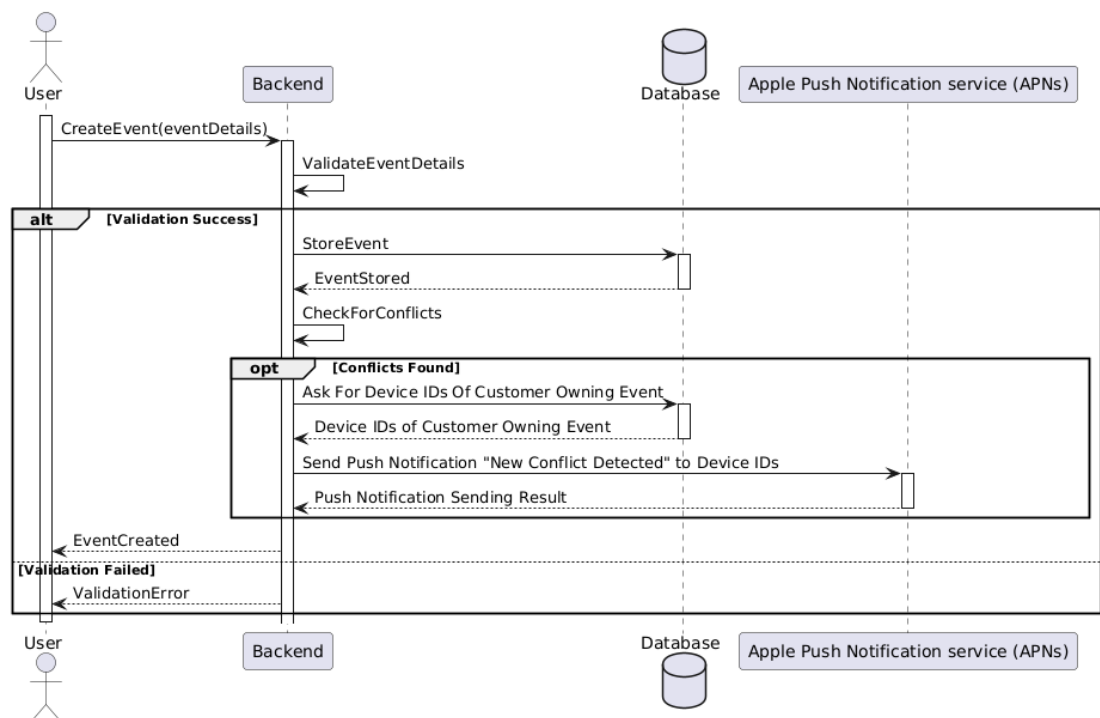 User
Backend
Database
Apple Push Notification service (APNs)
CreateEvent(eventDetails)
ValidateEventDetails
alt [Validation Success]
StoreEvent
EventStored
CheckForConflicts
opt [Conflicts Found]
Ask For Device IDs Of Customer Owning Event
Device IDs of Customer Owning Event
Send Push Notification "New Conflict Detected" to Device IDs
Push Notification Sending Result
EventCreated
[Validation Failed]
ValidationError
User
Backend
Database
Apple Push Notification service (APNs)